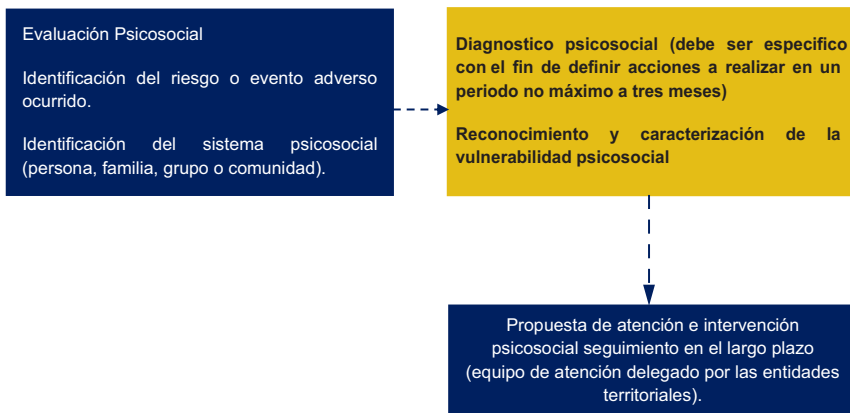 Evaluación Psicosocial
Identificación del riesgo o evento adverso
ocurrido.
Identificación del sistema psicosocial
(persona, familia, grupo o comunidad).
Diagnostico psicosocial (debe ser especifico
con el fin de definir acciones a realizar en un
periodo no máximo a tres meses)
Reconocimiento y caracterización de la
vulnerabilidad psicosocial
Propuesta de atención e intervención
psicosocial seguimiento en el largo plazo
(equipo de atención delegado por las entidades
territoriales).